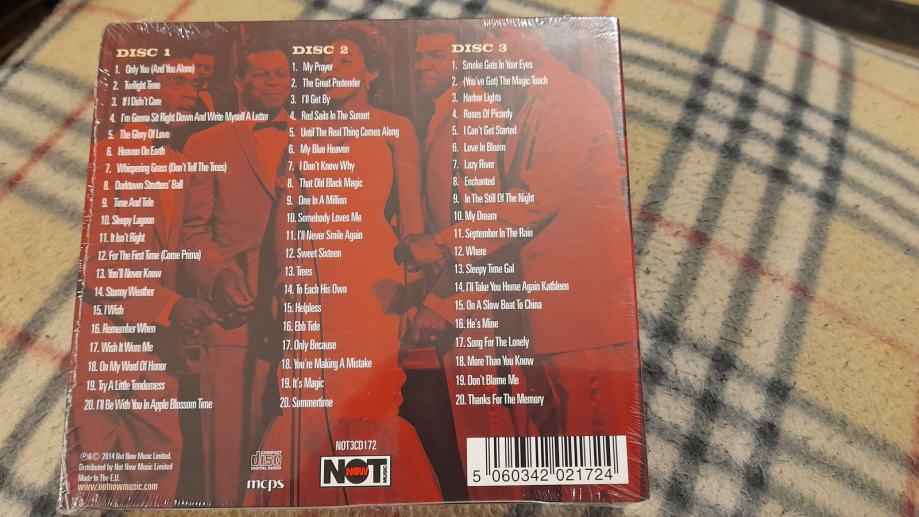 DISC 1
1. Only You (And You Alone)
2. Twilight Time
3. If I Didn't Care
4. I'm Gonna Sit Right Down And Write Myself A Letter
5. The Glory Of Love
6. Heaven On Earth
7. Whispering Grass (Don't Tell The Trees)
8. Darktown Strutters' Ball
9. Time And Tide
10. Sleepy Lagoon
11. It Isn't Right
12. For The First Time (Come Prima)
13. You'll Never Know
14. Stormy Weather
15. I Wish
16. Remember When
17. Wish It Were Me
18. On My Word Of Honor
19. Try A Little Tenderness
20. I'll Be With You In Apple Blossom Time
DISC 2
1. My Prayer
2. The Great Pretender
3. I'll Get By
4. Red Sails In The Sunset
5. Until The Real Thing Comes Along
6. My Blue Heaven
7. I Don't Know Why
8. That Old Black Magic
9. One In A Million
10. Somebody Loves Me
11. I'll Never Smile Again
12. Sweet Sixteen
13. Trees
14. To Each His Own
15. Helpless
16. Ebb Tide
17. Only Because
18. You're Making A Mistake
19. It's Magic
20. Summertime
DISC 3
1. Smoke Gets In Your Eyes
2. (You've Got) The Magic Touch
3. Harbor Lights
4. Roses Of Picardy
5. I Can't Get Started
6. Love In Bloom
7. Lazy River
8. Enchanted
9. In The Still Of The Night
10. My Dream
11. September In The Rain
12. Where
13. Sleepy Time Gal
14. I'll Take You Home Again Kathleen
15. On A Slow Boat To China
16. He's Mine
17. Song For The Lonely
18. More Than You Know
19. Don't Blame Me
20. Thanks For The Memory
℗&© 2014 Not Now Music Limited.
Distributed by Not Now Music Limited
Made In The E.U.
www.notnowmusic.com
COMPACT
disc
DIGITAL AUDIO
mcps
NOT3CD172
NOT NOW MUSIC
5 060342 021724